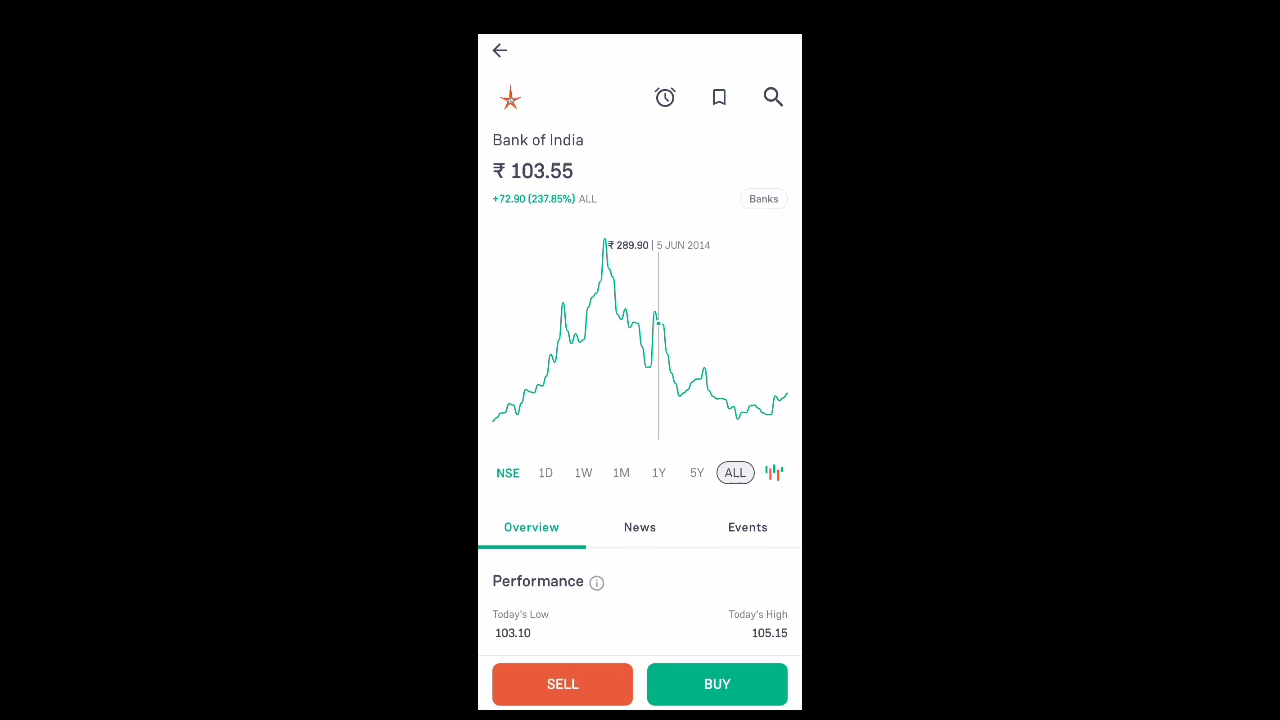 Bank of India
₹ 103.55
+72.90 (237.85%) ALL
Banks
₹ 289.90 | 5 JUN 2014
NSE 1D 1W 1M 1Y 5Y ALL
Overview News Events
Performance
Today's Low Today's High
103.10 105.15
SELL BUY